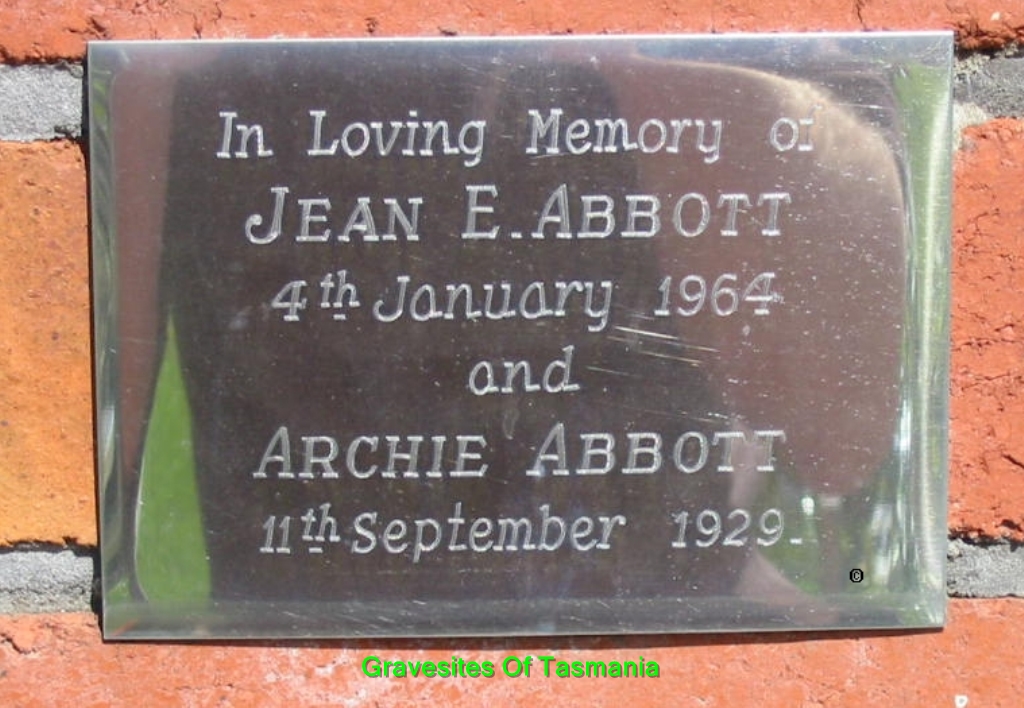 In Loving Memory of
JEAN E. ABBOTT
4th January 1964
and
ARCHIE ABBOTT
11th September 1929.
©
Gravesites Of Tasmania